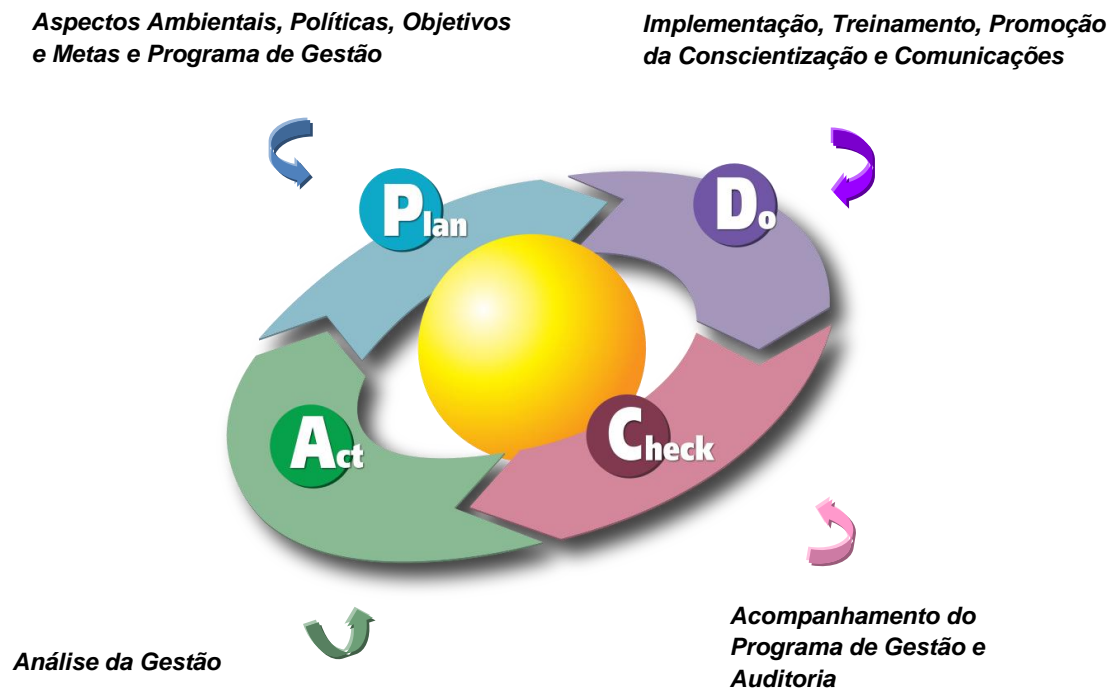 Aspectos Ambientais, Políticas, Objetivos
e Metas e Programa de Gestão
Implementação, Treinamento, Promoção
da Conscientização e Comunicações
Plan
Do
Act
Check
Análise da Gestão
Acompanhamento do
Programa de Gestão e
Auditoria